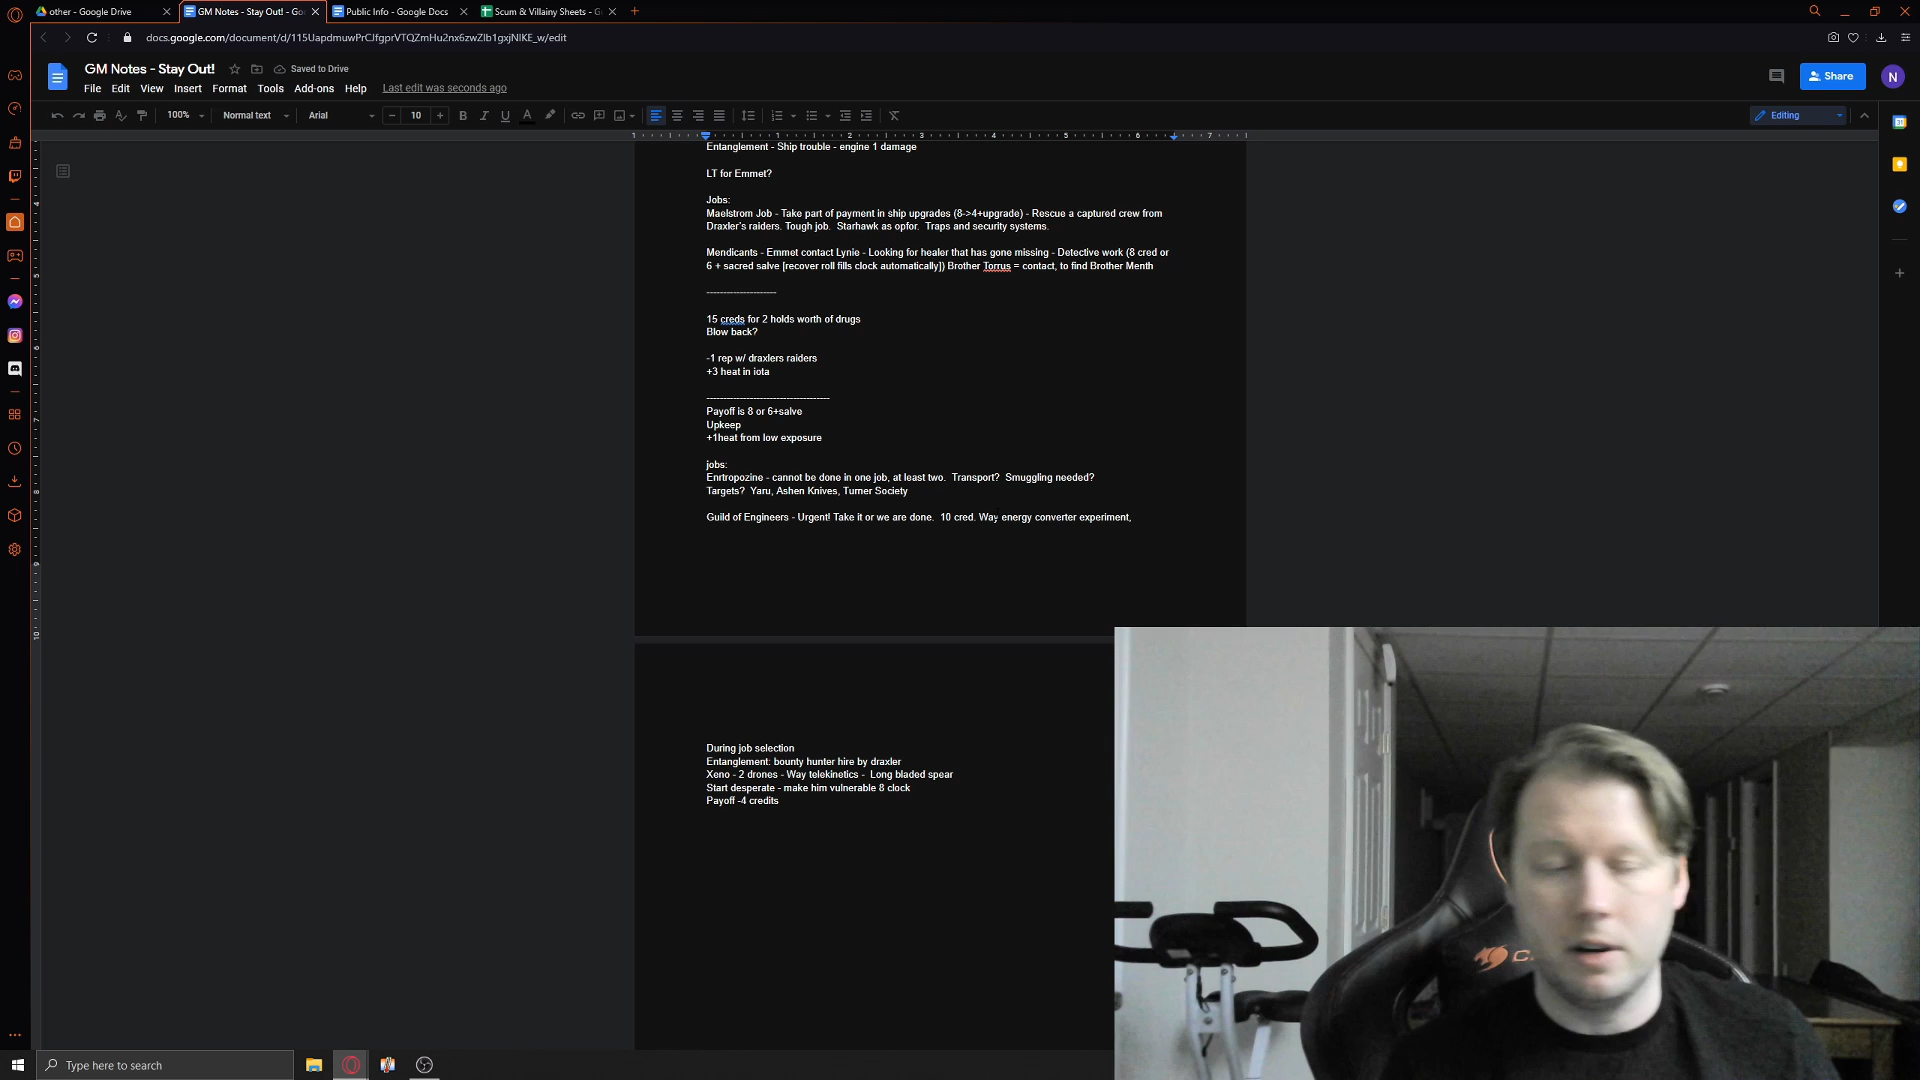 other - Google Drive
GM Notes - Stay Out! - Go
Public Info - Google Docs
Scum & Villainy Sheets - G
docs.google.com/document/d/115UapdmuwPrCJfgprVTQZmHu2nx6zwZlb1gxjNlKE_w/edit
GM Notes - Stay Out!
Saved to Drive
Share
N
File Edit View Insert Format Tools Add-ons Help Last edit was seconds ago
100% Normal text Arial 10 B I U A Editing
1 1 2 3 4 5 6 7
Entanglement - Ship trouble - engine 1 damage
LT for Emmet?
Jobs:
Maelstrom Job - Take part of payment in ship upgrades (8->4+upgrade) - Rescue a captured crew from
Draxler's raiders. Tough job. Starhawk as opfor. Traps and security systems.
Mendicants - Emmet contact Lynie - Looking for healer that has gone missing - Detective work (8 cred or
6 + sacred salve [recover roll fills clock automatically]) Brother Torrus = contact, to find Brother Menth
---------------------
15 creds for 2 holds worth of drugs
Blow back?
-1 rep w/ draxlers raiders
+3 heat in iota
-------------------------------------
Payoff is 8 or 6+salve
Upkeep
+1heat from low exposure
jobs:
Enrtropozine - cannot be done in one job, at least two. Transport? Smuggling needed?
Targets? Yaru, Ashen Knives, Turner Society
Guild of Engineers - Urgent! Take it or we are done. 10 cred. Way energy converter experiment,
During job selection
Entanglement: bounty hunter hire by draxler
Xeno - 2 drones - Way telekinetics - Long bladed spear
Start desperate - make him vulnerable 8 clock
Payoff -4 credits
Type here to search